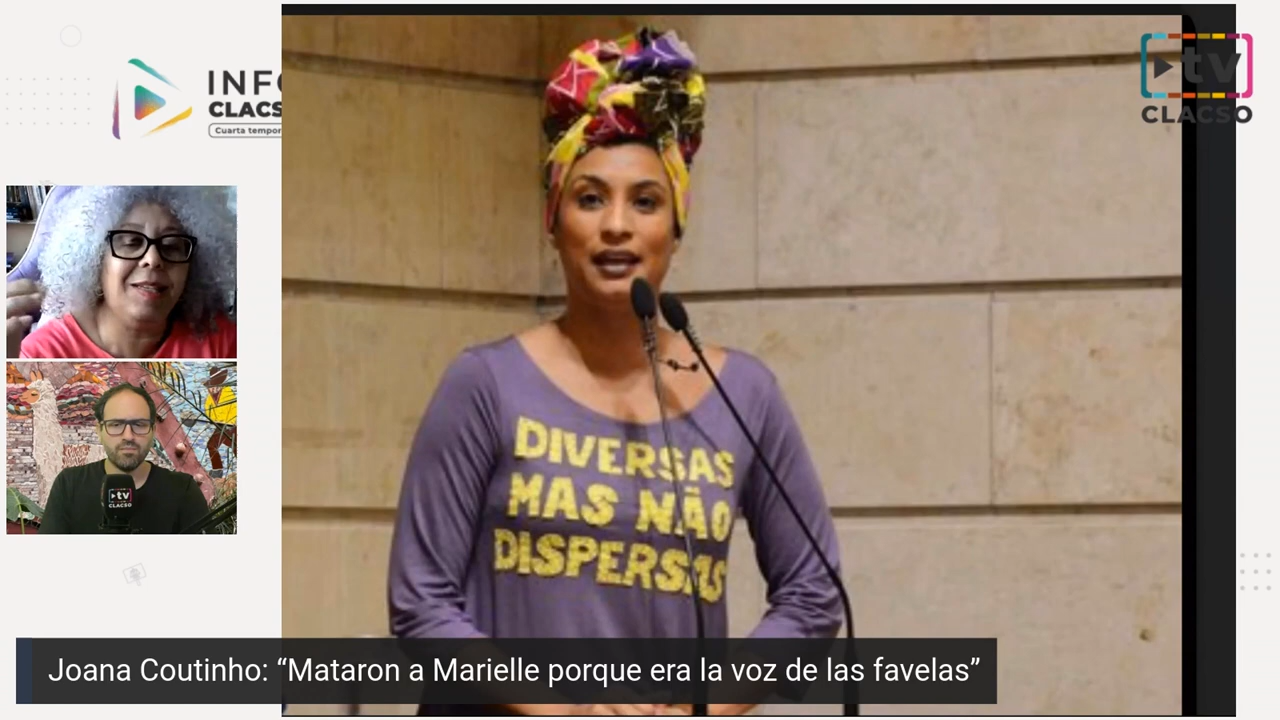 INFO
CLACSO
Cuarta tempor
tv
CLACSO
tv
CLACSO
DIVERSAS
MAS NÃO
DISPERSAS
Joana Coutinho: “Mataron a Marielle porque era la voz de las favelas”